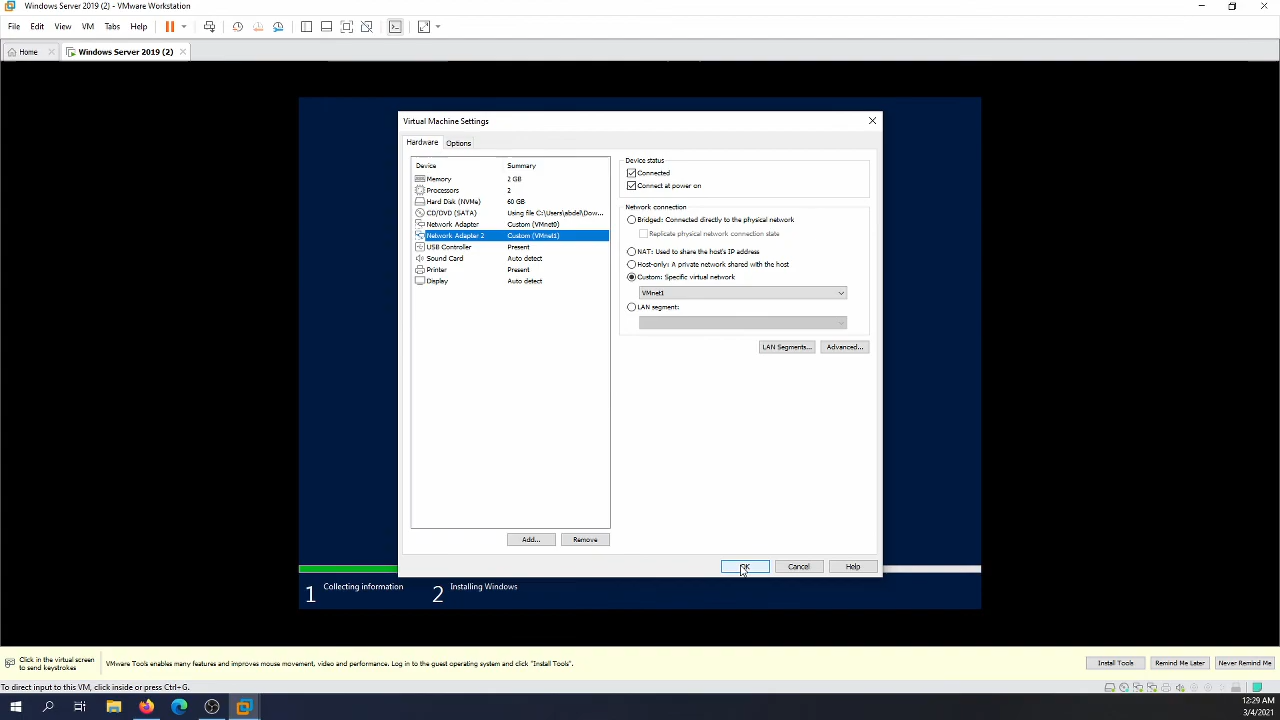 Windows Server 2019 (2) - VMware Workstation
File Edit View VM Tabs Help
Home
Windows Server 2019 (2)
Virtual Machine Settings
Hardware Options
Device Summary
Memory 2 GB
Processors 2
Hard Disk (NVMe) 60 GB
CD/DVD (SATA) Using file C:\Users\abdel\Dow...
Network Adapter Custom (VMnet0)
Network Adapter 2 Custom (VMnet1)
USB Controller Present
Sound Card Auto detect
Printer Present
Display Auto detect
Add... Remove
Device status
Connected
Connect at power on
Network connection
Bridged: Connected directly to the physical network
Replicate physical network connection state
NAT: Used to share the host's IP address
Host-only: A private network shared with the host
Custom: Specific virtual network
VMnet1
LAN segment:
LAN Segments... Advanced...
OK Cancel Help
1 Collecting information 2 Installing Windows
Click in the virtual screen
to send keystrokes
VMware Tools enables many features and improves mouse movement, video and performance. Log in to the guest operating system and click "Install Tools".
Install Tools Remind Me Later Never Remind Me
To direct input to this VM, click inside or press Ctrl+G.
12:29 AM
3/4/2021